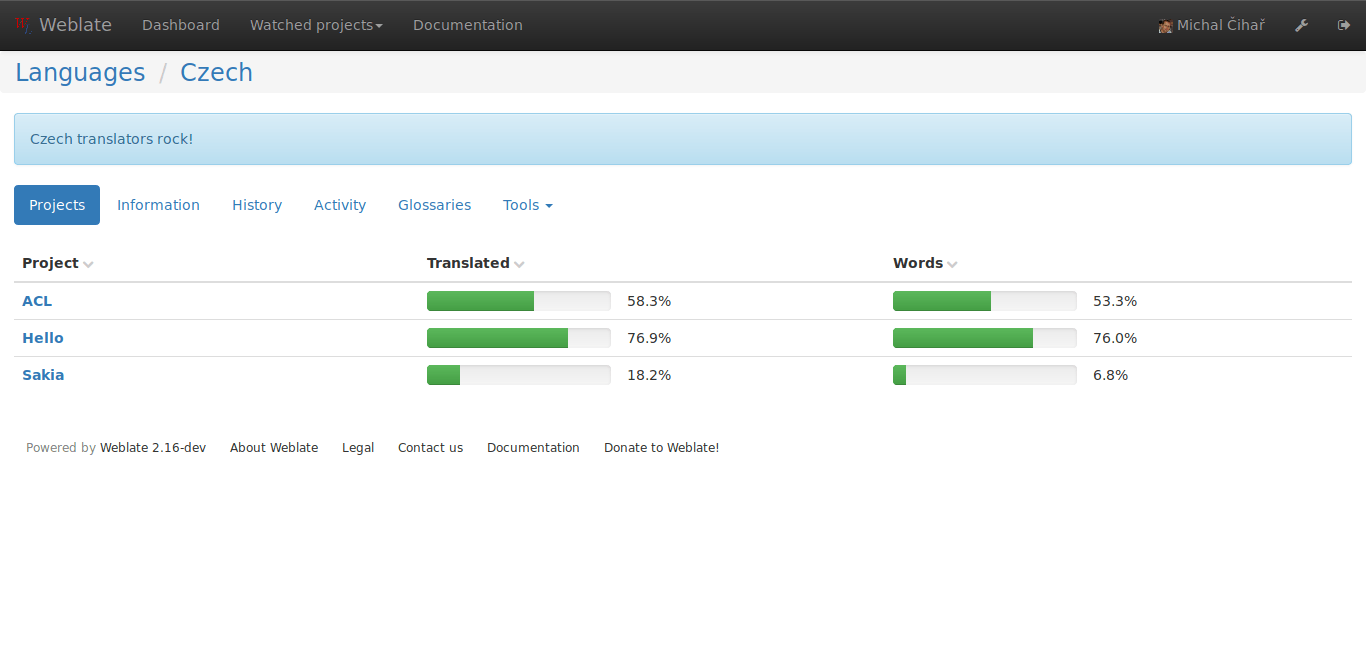 Weblate Dashboard Watched projects Documentation Michal Čihař
Languages / Czech
Czech translators rock!
Projects Information History Activity Glossaries Tools
Project Translated Words
ACL 58.3% 53.3%
Hello 76.9% 76.0%
Sakia 18.2% 6.8%
Powered by Weblate 2.16-dev About Weblate Legal Contact us Documentation Donate to Weblate!